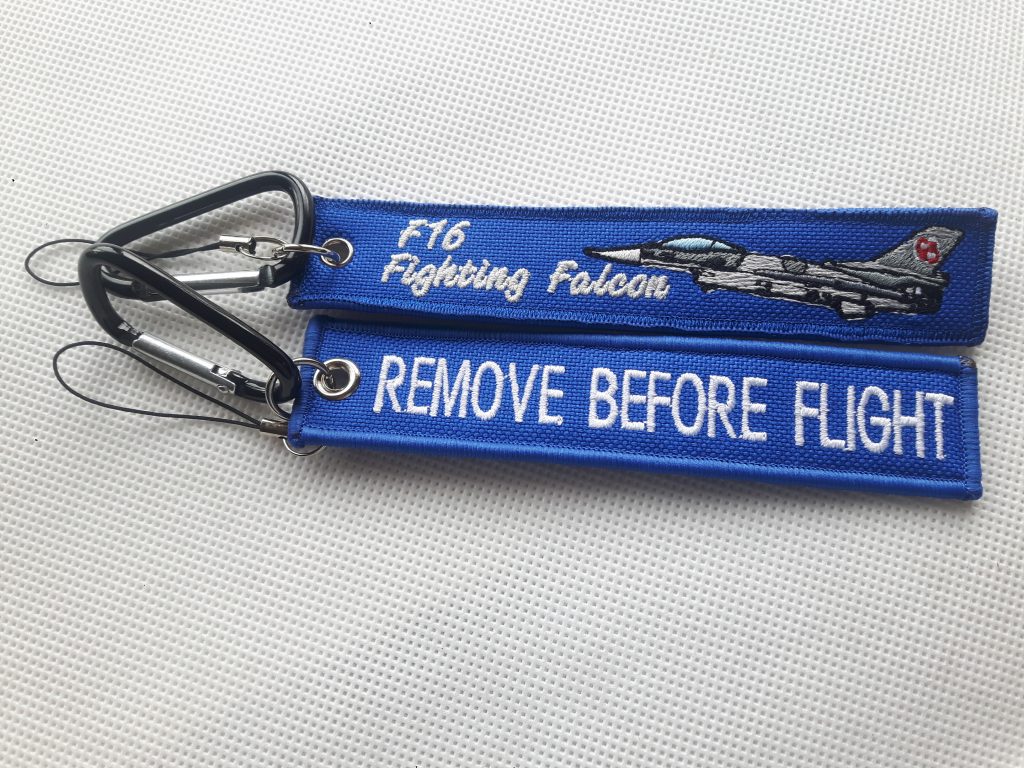 F16
Fighting Falcon
REMOVE BEFORE FLIGHT